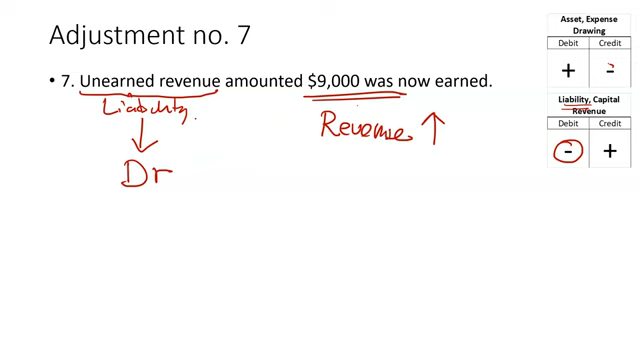 Adjustment no. 7
• 7. Unearned revenue amounted $9,000 was now earned.
Liability
Revenue ↑
Dr
Asset, Expense
Drawing
Debit Credit
+ -
Liability, Capital
Revenue
Debit Credit
- +